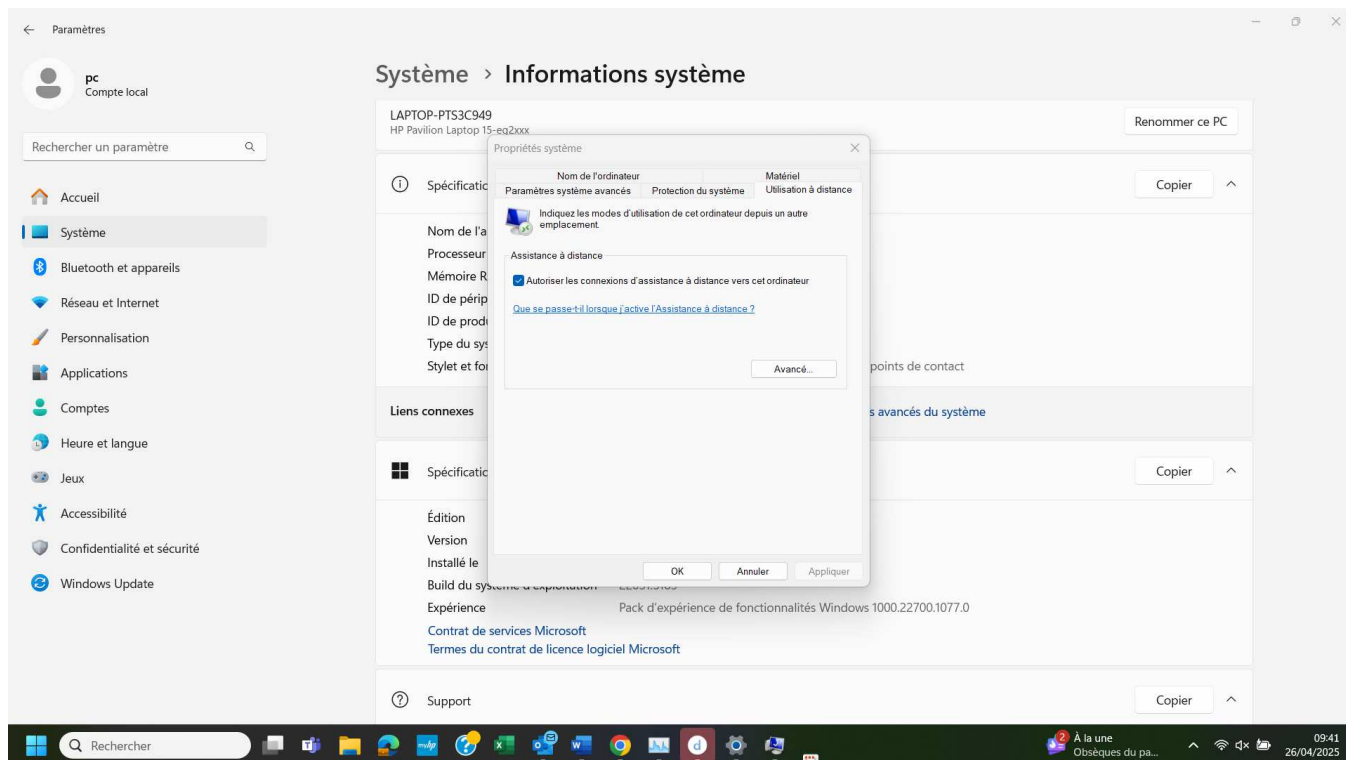 Paramètres
pc
Compte local
Rechercher un paramètre
Accueil
Système
Bluetooth et appareils
Réseau et Internet
Personnalisation
Applications
Comptes
Heure et langue
Jeux
Accessibilité
Confidentialité et sécurité
Windows Update
Système > Informations système
LAPTOP-PTS3C949
HP Pavilion Laptop 15-eq2xxx
Renommer ce PC
Spécificatio
Copier
Nom de l'a
Processeur
Mémoire R
ID de périp
ID de produ
Type du sys
Stylet et fon
points de contact
Liens connexes
s avancés du système
Spécificatio
Copier
Édition
Version
Installé le
Build du système d'exploitation
Expérience
Pack d'expérience de fonctionnalités Windows 1000.22700.1077.0
Contrat de services Microsoft
Termes du contrat de licence logiciel Microsoft
Support
Copier
Propriétés système
Nom de l'ordinateur
Matériel
Paramètres système avancés
Protection du système
Utilisation à distance
Indiquez les modes d'utilisation de cet ordinateur depuis un autre
emplacement.
Assistance à distance
Autoriser les connexions d'assistance à distance vers cet ordinateur
Que se passe-t-il lorsque j'active l'Assistance à distance ?
Avancé...
OK
Annuler
Appliquer
Rechercher
2
À la une
Obsèques du pa...
09:41
26/04/2025